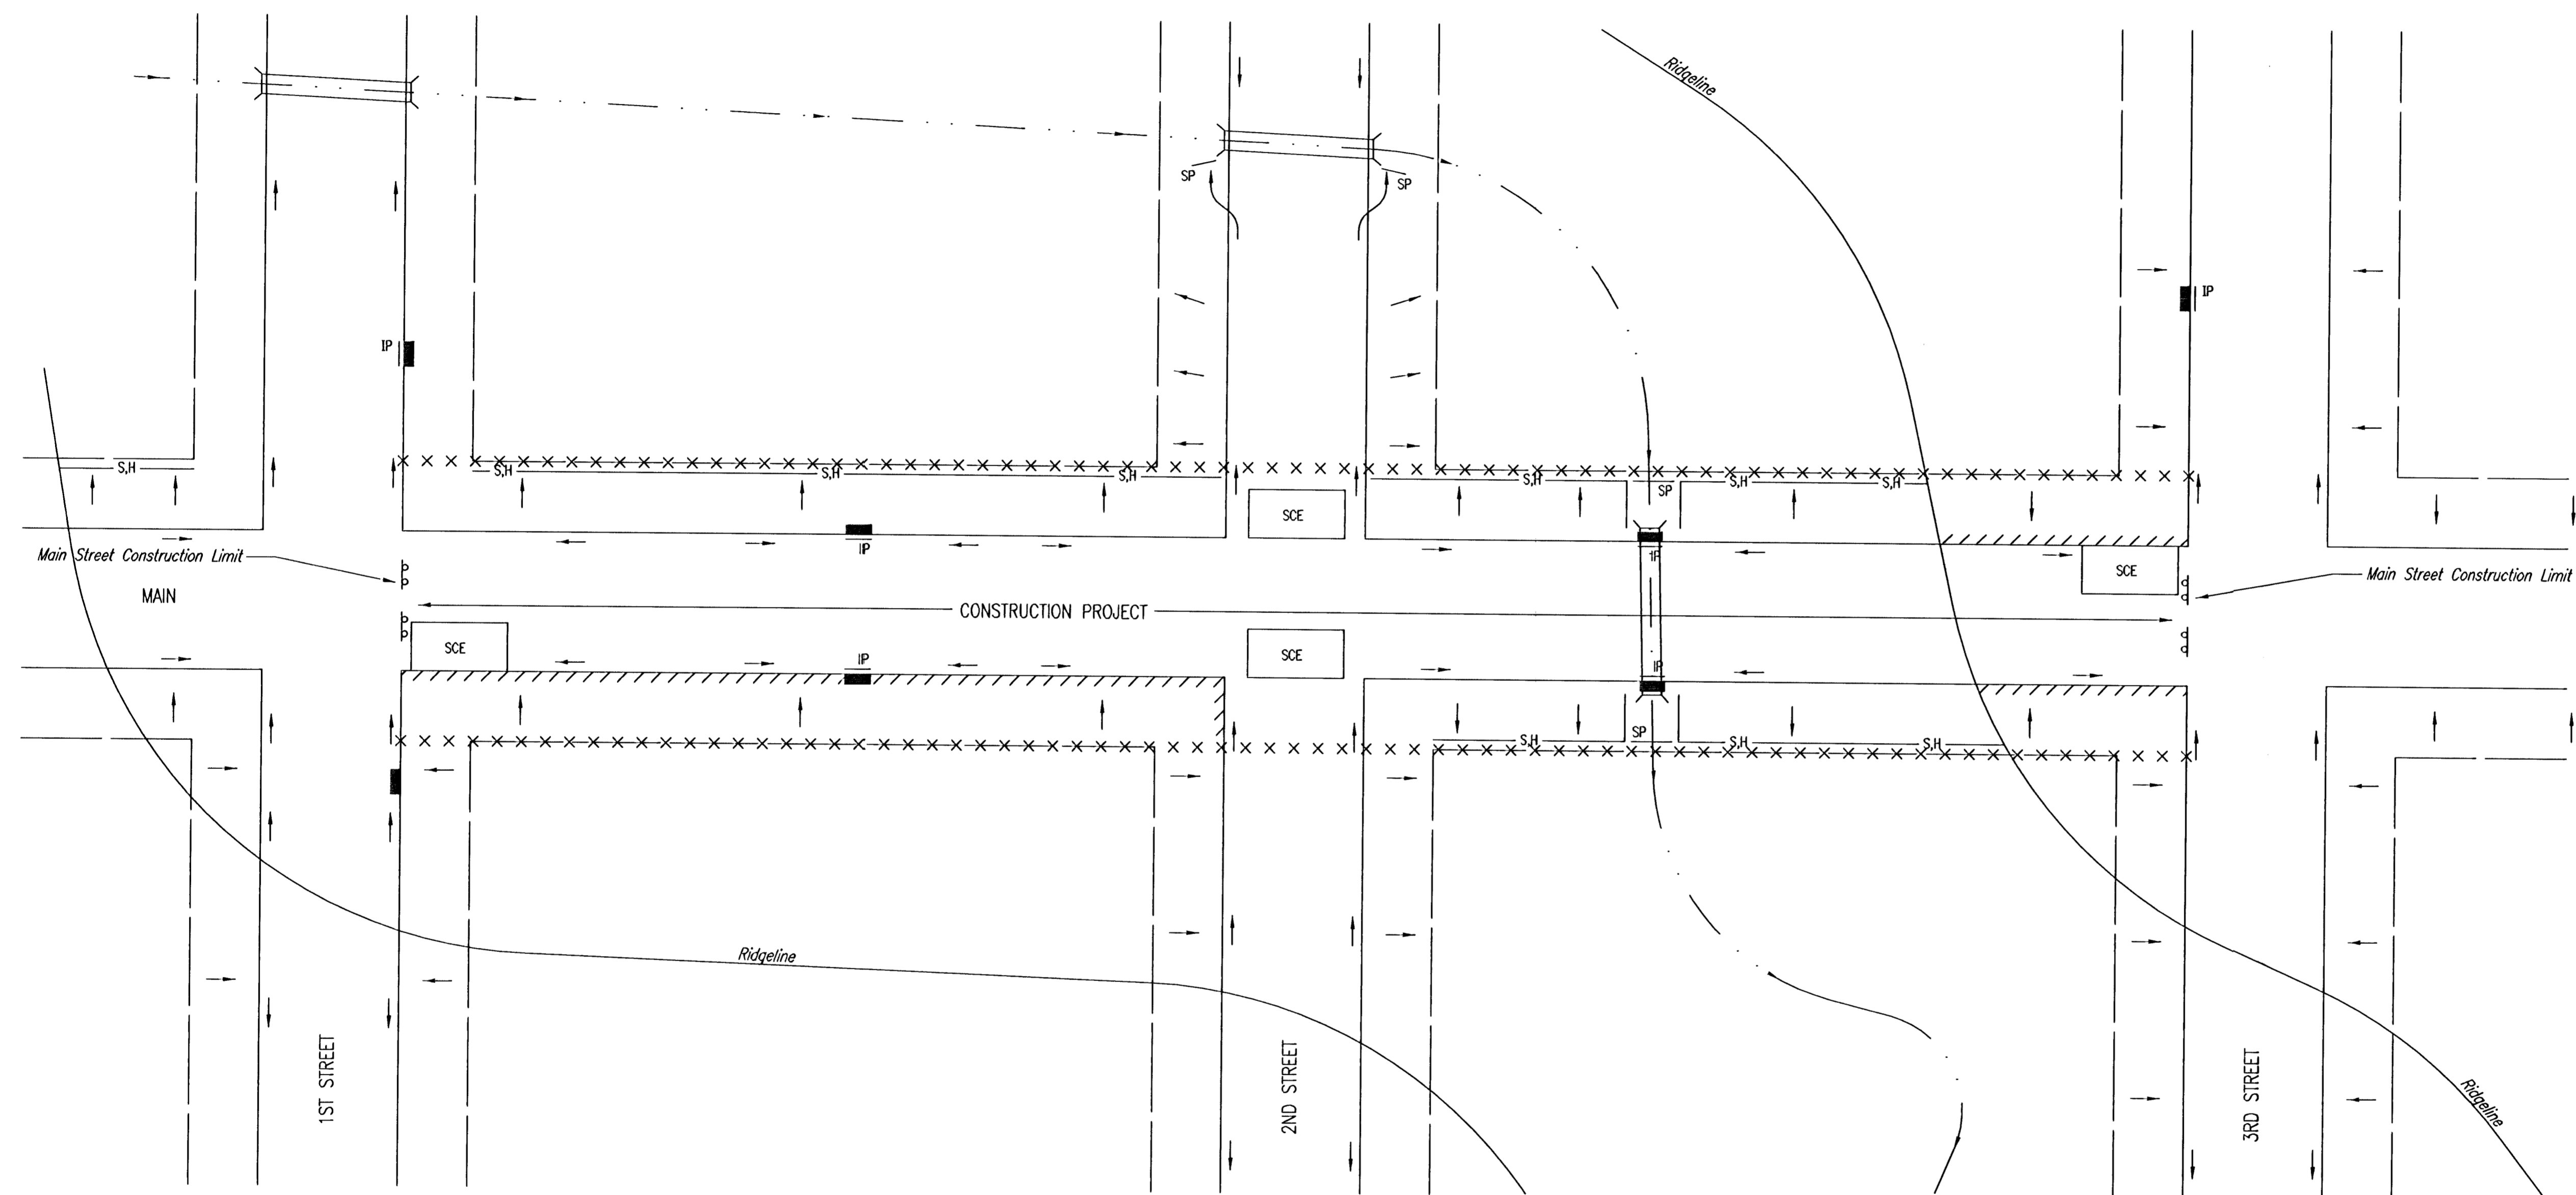 Ridgeline
SP
SP
IP
IP
S,H
S,H
S,H
S,H
S,H
SP
S,H
S,H
SCE
Main Street Construction Limit
IP
IP
SCE
Main Street Construction Limit
MAIN
CONSTRUCTION PROJECT
SCE
SCE
IP
IP
SP
S,H
S,H
S,H
Ridgeline
1ST STREET
2ND STREET
3RD STREET
Ridgeline